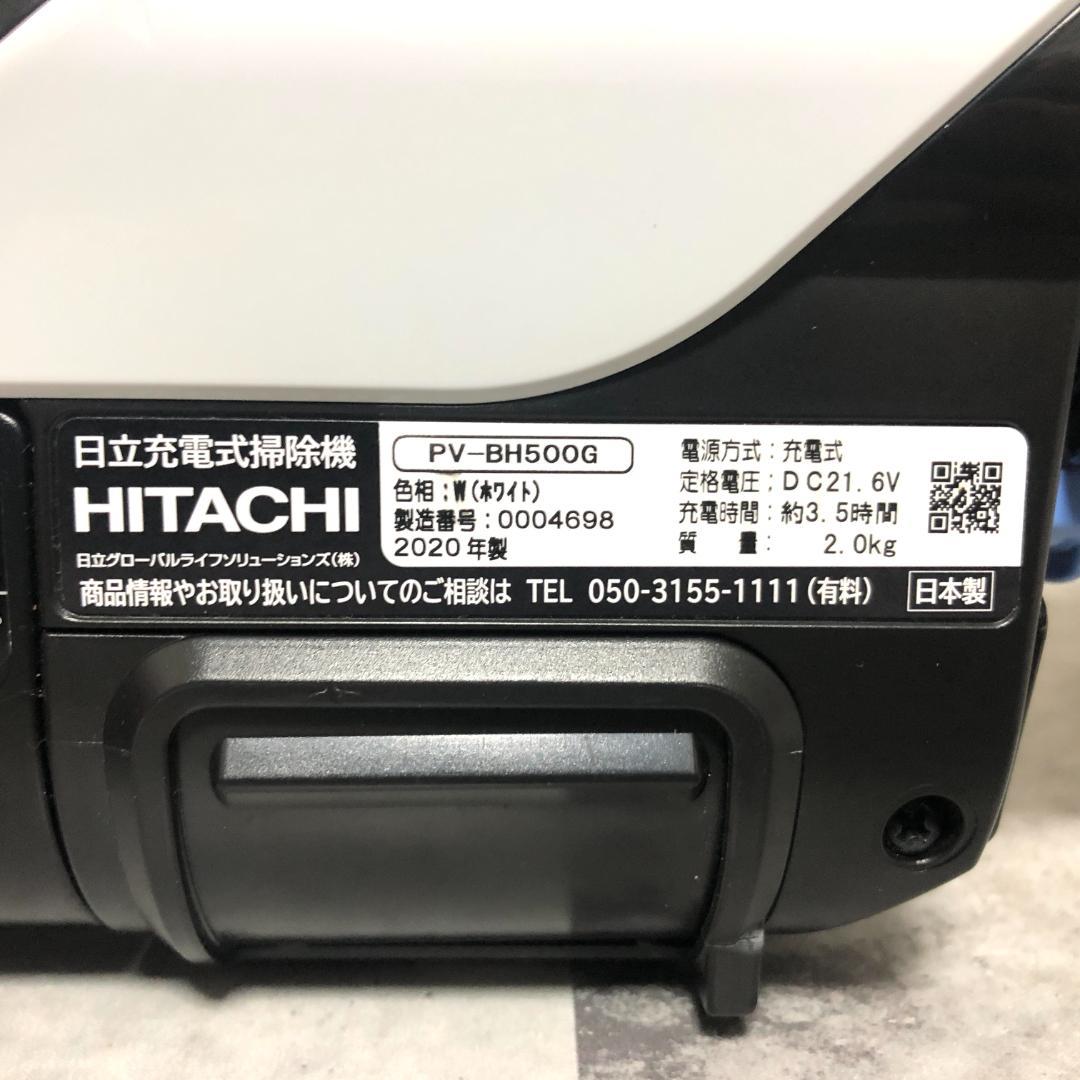 日立充電式掃除機
HITACHI
日立グローバルライフソリューションズ(株)
PV-BH500G
色相:W(ホワイト)
製造番号:0004698
2020年製
電源方式:充電式
定格電圧:DC21.6V
充電時間:約3.5時間
質 量: 2.0kg
商品情報やお取り扱いについてのご相談は TEL 050-3155-1111(有料) 日本製